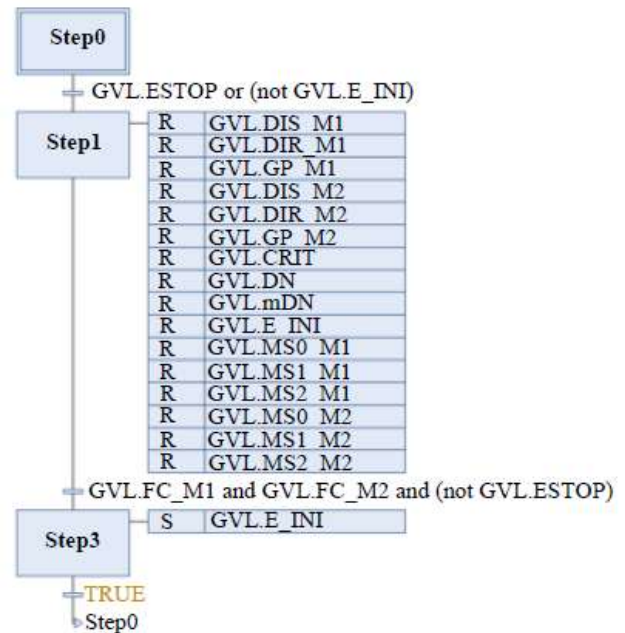 Step0
GVL.ESTOP or (not GVL.E_INI)
Step1
R GVL.DIS_M1
R GVL.DIR_M1
R GVL.GP_M1
R GVL.DIS_M2
R GVL.DIR_M2
R GVL.GP_M2
R GVL.CRIT
R GVL.DN
R GVL.mDN
R GVL.E_INI
R GVL.MS0_M1
R GVL.MS1_M1
R GVL.MS2_M1
R GVL.MS0_M2
R GVL.MS1_M2
R GVL.MS2_M2
GVL.FC_M1 and GVL.FC_M2 and (not GVL.ESTOP)
Step3
S GVL.E_INI
TRUE
Step0